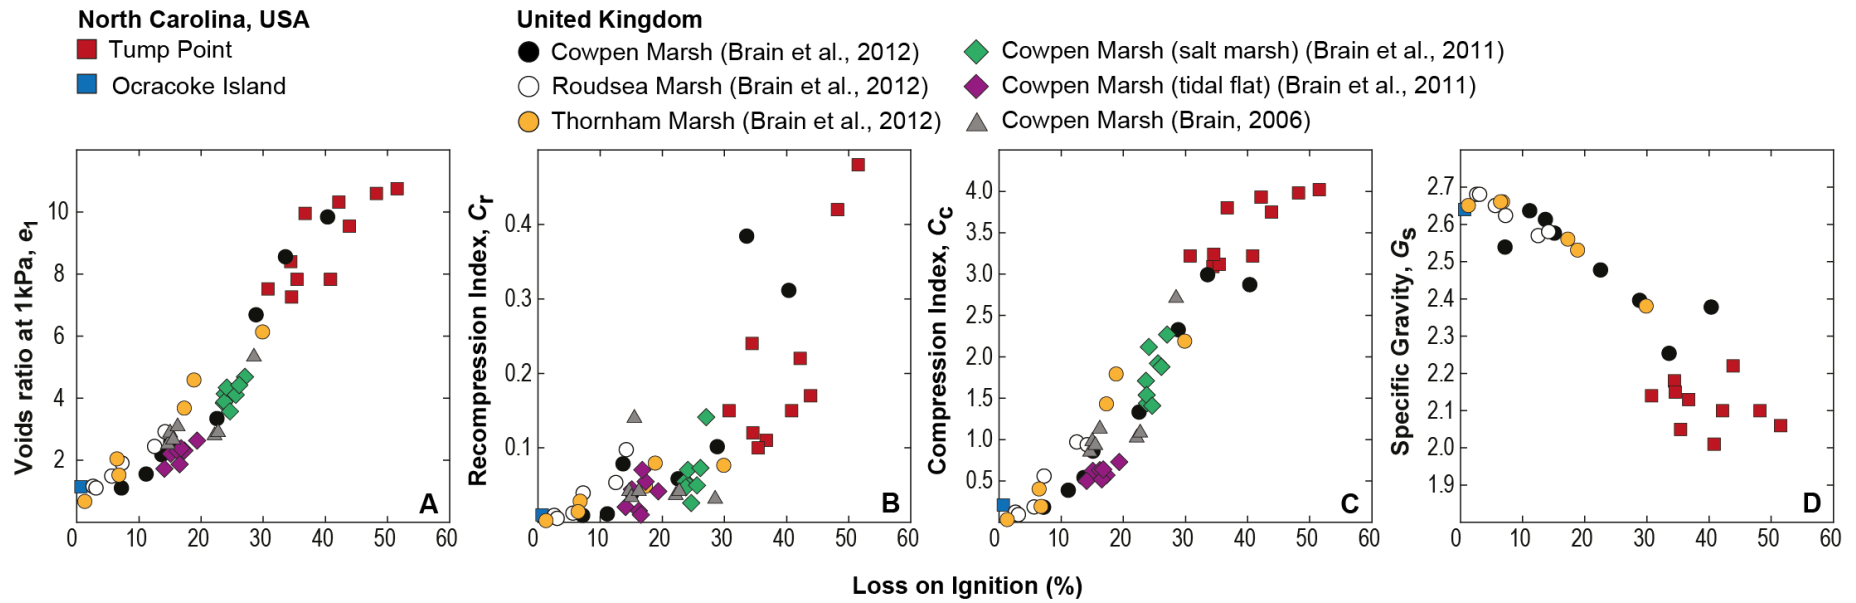 North Carolina, USA
Tump Point
Ocracoke Island
United Kingdom
Cowpen Marsh (Brain et al., 2012)
Roudsea Marsh (Brain et al., 2012)
Thornham Marsh (Brain et al., 2012)
Cowpen Marsh (salt marsh) (Brain et al., 2011)
Cowpen Marsh (tidal flat) (Brain et al., 2011)
Cowpen Marsh (Brain, 2006)
Voids ratio at 1kPa, e1
10
8
6
4
2
A
0 10 20 30 40 50
Recompression Index, Cr
0.4
0.3
0.2
0.1
B
0 10 20 30 40 50 60
Compression Index, Cc
4.0
3.5
3.0
2.5
2.0
1.5
1.0
0.5
C
0 10 20 30 40 50 60
Specific Gravity, Gs
2.7
2.6
2.5
2.4
2.3
2.2
2.1
2.0
1.9
D
0 10 20 30 40 50 60
Loss on Ignition (%)